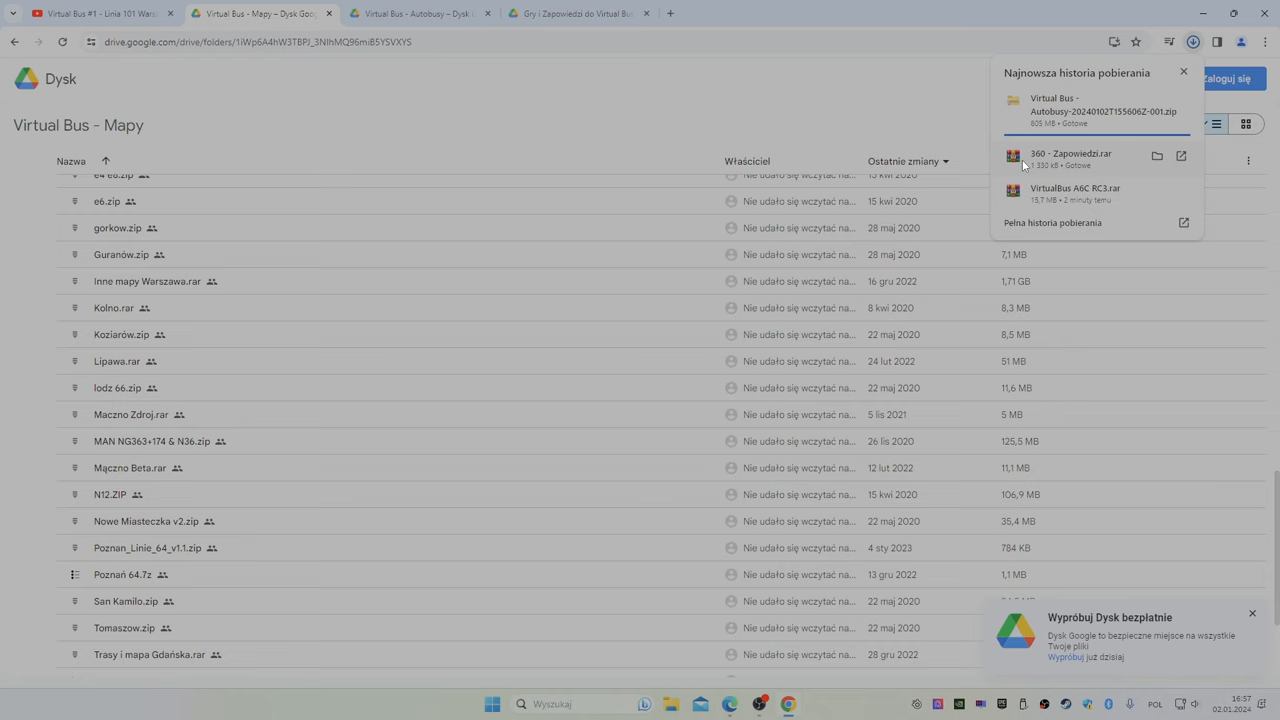 Virtual Bus #1 - Linia 101 Wars
Virtual Bus - Mapy – Dysk Goo
Virtual Bus - Autobusy – Dysk
Gry i Zapowiedzi do Virtual Bus
drive.google.com/drive/folders/1iWp6A4hW3TBPJ_3NIhMQ96miB5YSVXYS
Dysk
Zaloguj się
Najnowsza historia pobierania
Virtual Bus -
Autobusy-20240102T155606Z-001.zip
805 MB • Gotowe
360 - Zapowiedzi.rar
1 330 kB • Gotowe
VirtualBus A6C RC3.rar
15,7 MB • 2 minuty temu
Pełna historia pobierania
Virtual Bus - Mapy
Nazwa Właściciel Ostatnie zmiany
e4 e8.zip Nie udało się wczytać na... 15 kwi 2020
e6.zip Nie udało się wczytać na... 15 kwi 2020
gorkow.zip Nie udało się wczytać na... 28 maj 2020
Guranów.zip Nie udało się wczytać na... 28 maj 2020 7,1 MB
Inne mapy Warszawa.rar Nie udało się wczytać na... 16 gru 2022 1,71 GB
Kolno.rar Nie udało się wczytać na... 8 kwi 2020 8,3 MB
Koziarów.zip Nie udało się wczytać na... 22 maj 2020 8,5 MB
Lipawa.rar Nie udało się wczytać na... 24 lut 2022 51 MB
lodz 66.zip Nie udało się wczytać na... 22 maj 2020 11,6 MB
Maczno Zdroj.rar Nie udało się wczytać na... 5 lis 2021 5 MB
MAN NG363+174 & N36.zip Nie udało się wczytać na... 26 lis 2020 125,5 MB
Mączno Beta.rar Nie udało się wczytać na... 12 lut 2022 11,1 MB
N12.ZIP Nie udało się wczytać na... 15 kwi 2020 106,9 MB
Nowe Miasteczka v2.zip Nie udało się wczytać na... 22 maj 2020 35,4 MB
Poznan_Linie_64_v1.1.zip Nie udało się wczytać na... 4 sty 2023 784 KB
Poznań 64.7z Nie udało się wczytać na... 13 gru 2022 1,1 MB
San Kamilo.zip Nie udało się wczytać na... 22 maj 2020
Tomaszow.zip Nie udało się wczytać na... 22 maj 2020
Trasy i mapa Gdańska.rar Nie udało się wczytać na... 28 gru 2022
Wypróbuj Dysk bezpłatnie
Dysk Google to bezpieczne miejsce na wszystkie
Twoje pliki
Wypróbuj już dzisiaj
Wyszukaj
POL
16:57
02.01.2024